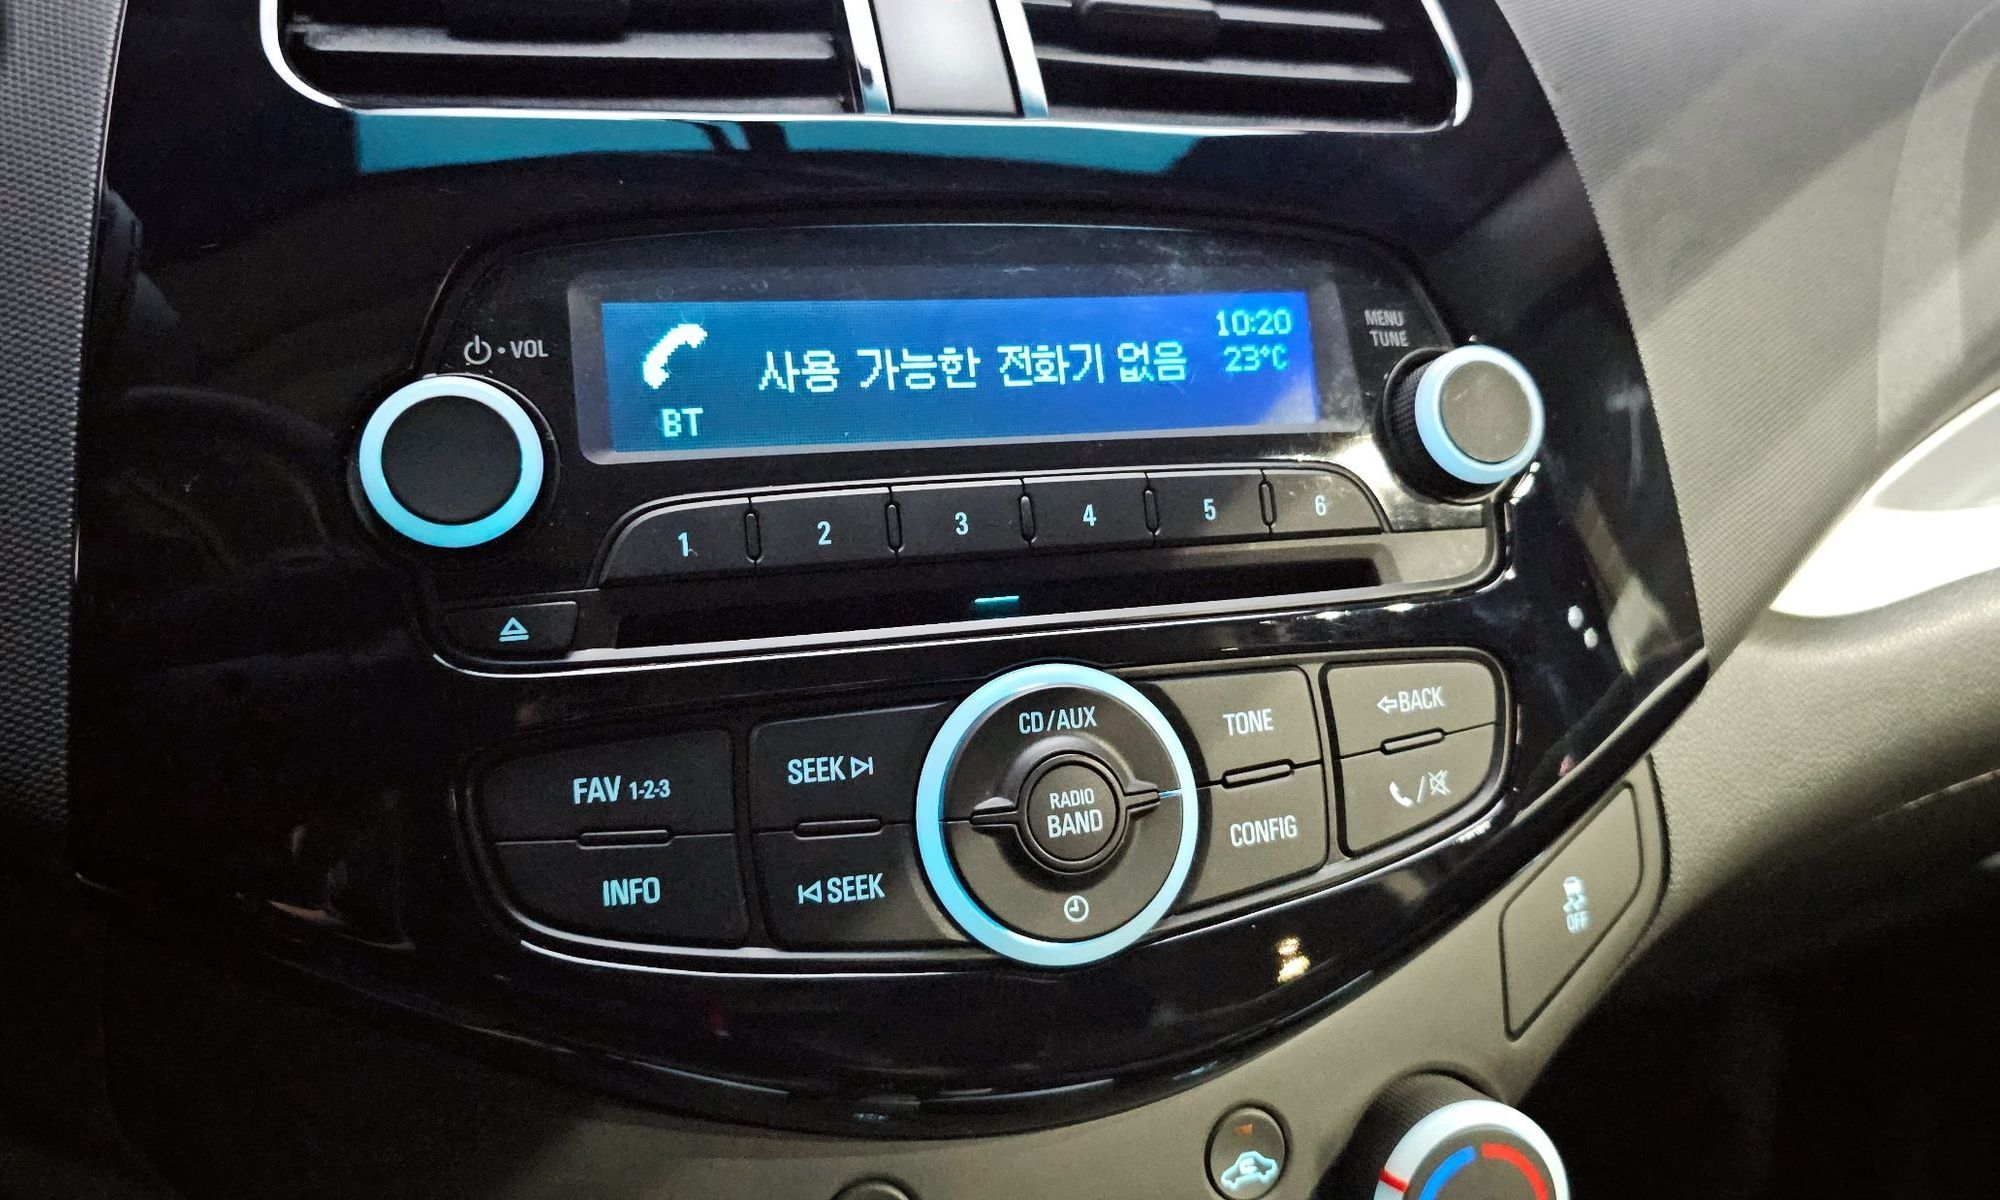 VOL
10:20
사용 가능한 전화기 없음
23°C
BT
MENU
TUNE
1 2 3 4 5 6
CD/AUX
FAV 1-2-3
SEEK
RADIO
BAND
TONE
BACK
INFO
SEEK
CONFIG
OFF